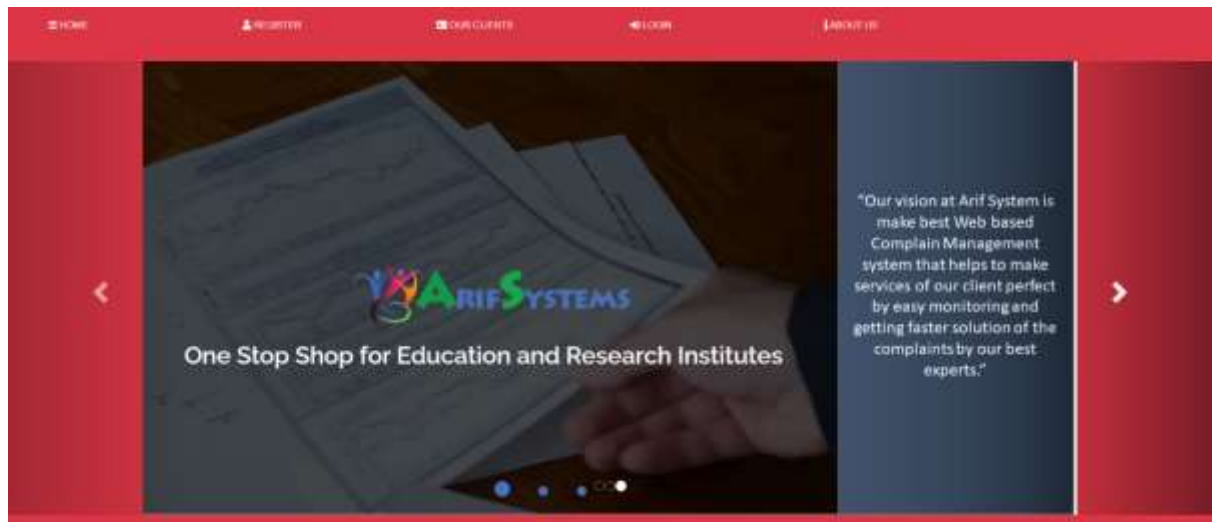 HOME
REGISTER
OUR CLIENTS
LOGIN
ABOUT US
ARIFSYSTEMS
One Stop Shop for Education and Research Institutes
"Our vision at Arif System is
make best Web based
Complain Management
system that helps to make
services of our client perfect
by easy monitoring and
getting faster solution of the
complaints by our best
experts."